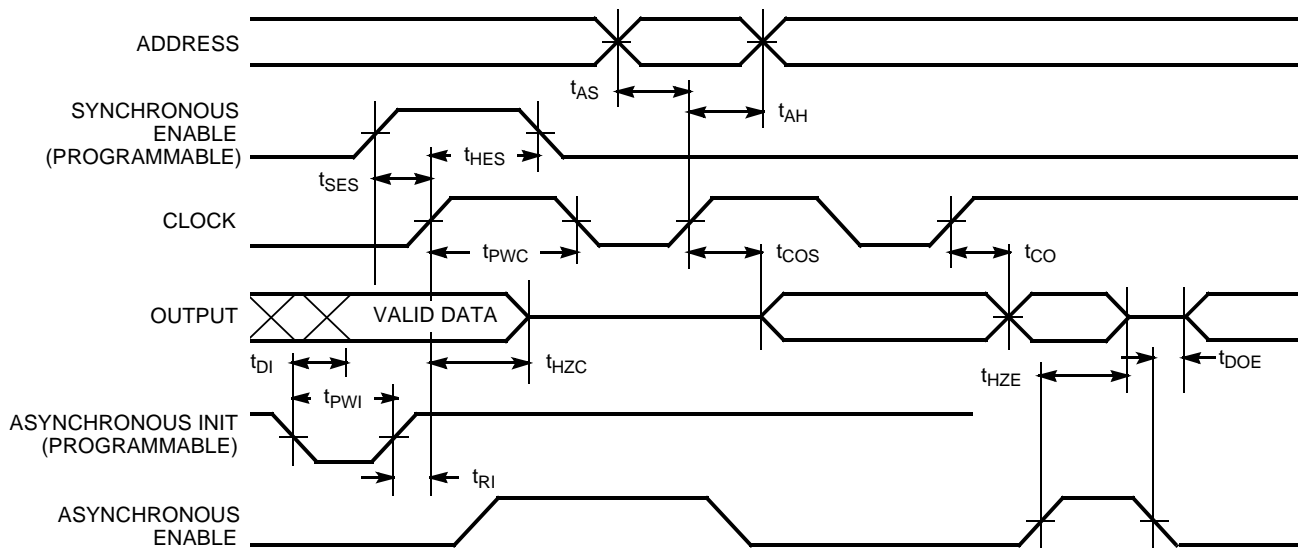 ADDRESS
tAS
tAH
SYNCHRONOUS
ENABLE
(PROGRAMMABLE)
tHES
tSES
CLOCK
tPWC
tCOS
tCO
OUTPUT
VALID DATA
tDI
tHZC
tHZE
tDOE
tPWI
ASYNCHRONOUS INIT
(PROGRAMMABLE)
tRI
ASYNCHRONOUS
ENABLE